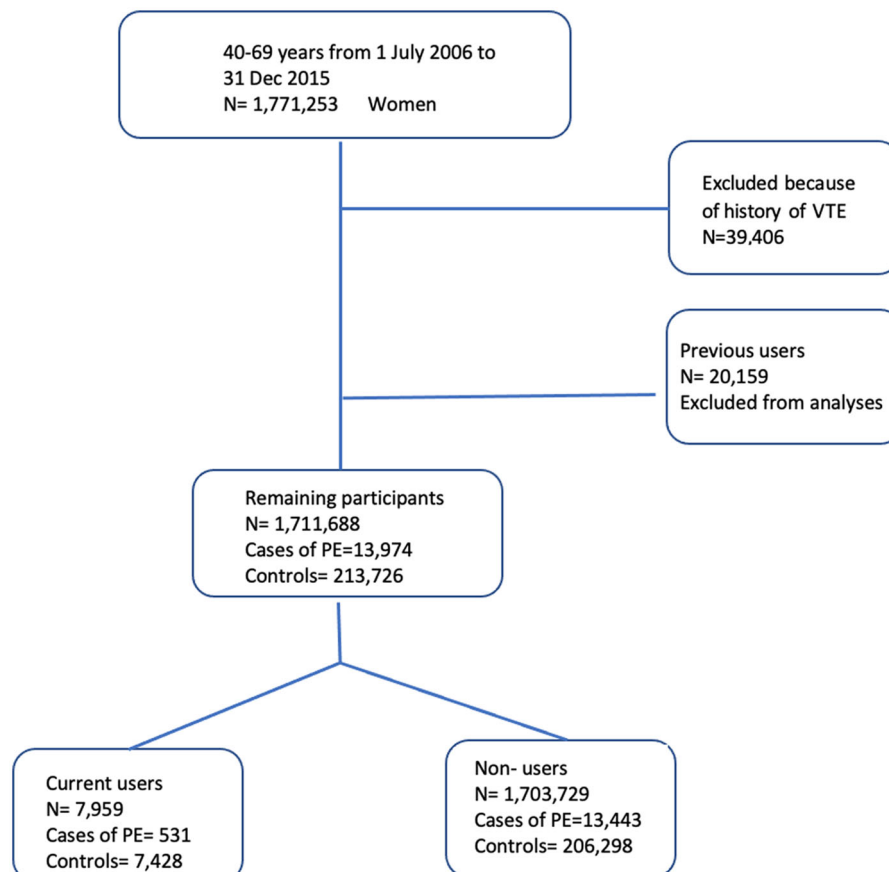 40-69 years from 1 July 2006 to
31 Dec 2015
N= 1,771,253 Women
Excluded because
of history of VTE
N=39,406
Previous users
N= 20,159
Excluded from analyses
Remaining participants
N= 1,711,688
Cases of PE=13,974
Controls= 213,726
Current users
N= 7,959
Cases of PE= 531
Controls= 7,428
Non- users
N= 1,703,729
Cases of PE=13,443
Controls= 206,298